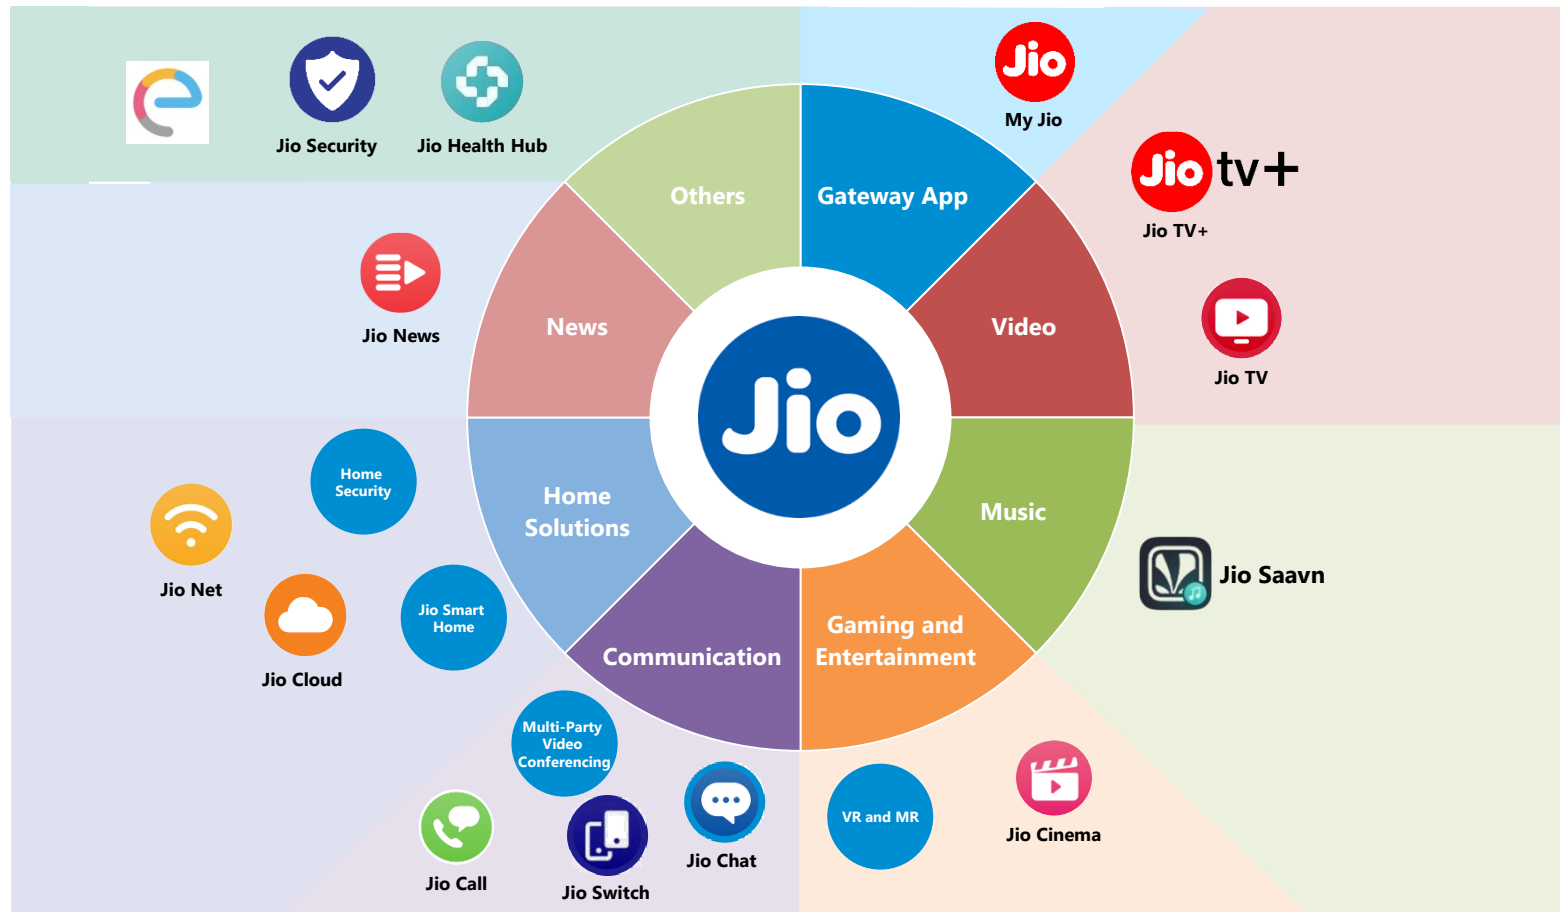 Jio
My Jio
Jio tv+
Jio TV+
Jio TV
Jio Security
Jio Health Hub
Jio News
Others
Gateway App
News
Video
Jio
Home
Solutions
Music
Communication
Gaming and
Entertainment
Jio Saavn
Home
Security
Jio Net
Jio Smart
Home
Jio Cloud
Multi-Party
Video
Conferencing
Jio Call
Jio Switch
Jio Chat
VR and MR
Jio Cinema